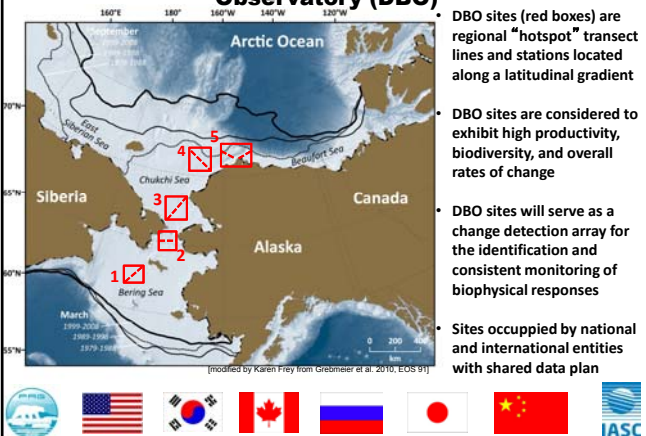 Observatory (DBO)
160°E
180°
160°W
140°W
120°W
September
Arctic Ocean
70°N
East
Siberian Sea
4
5
Beaufort Sea
Chukchi Sea
65°N
Siberia
3
Canada
2
Alaska
60°N
1
Bering Sea
March
1999-2008
1989-1998
1979-1988
0 200 400
km
55°N
[modified by Karen Frey from Grebmeier et al. 2010, EOS 91]
• DBO sites (red boxes) are
regional “hotspot” transect
lines and stations located
along a latitudinal gradient
• DBO sites are considered to
exhibit high productivity,
biodiversity, and overall
rates of change
• DBO sites will serve as a
change detection array for
the identification and
consistent monitoring of
biophysical responses
• Sites occuppied by national
and international entities
with shared data plan
PAG
IASC